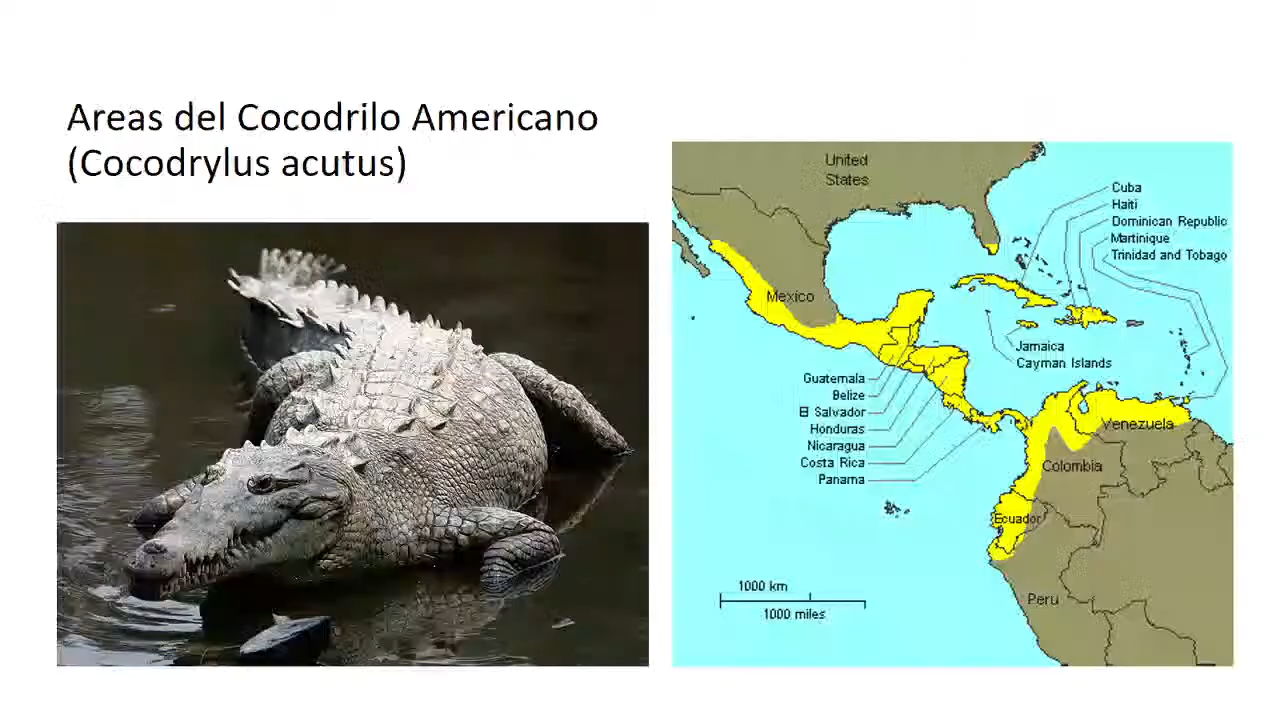 Areas del Cocodrilo Americano
(Cocodrylus acutus)
United
States
Cuba
Haiti
Dominican Republic
Martinique
Trinidad and Tobago
Mexico
Jamaica
Cayman Islands
Guatemala
Belize
El Salvador
Honduras
Nicaragua
Costa Rica
Panama
Venezuela
Colombia
Ecuador
Peru
1000 km
1000 miles